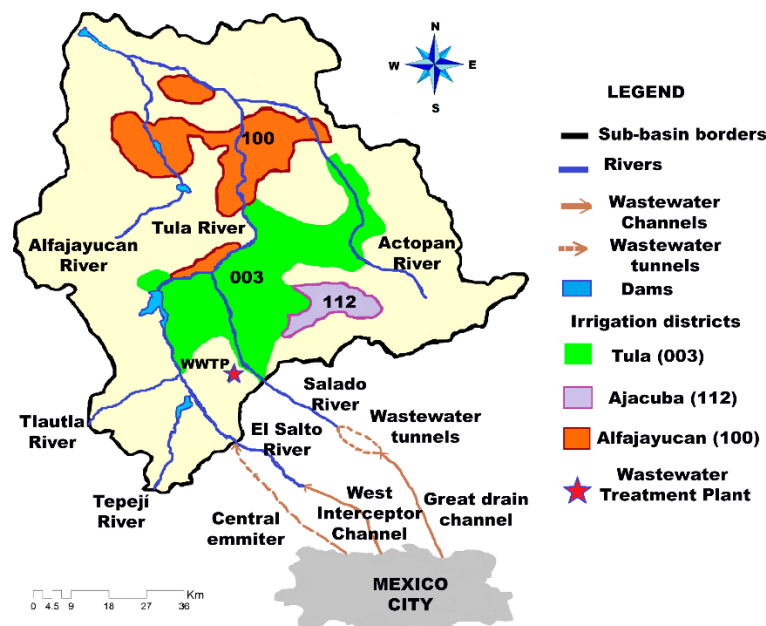 N
W
E
S
LEGEND
Sub-basin borders
Rivers
Wastewater
Channels
Wastewater
tunnels
Dams
Irrigation districts
Tula (003)
Ajacuba (112)
Alfajayucan (100)
Wastewater
Treatment Plant
100
Tula River
Alfajayucan
River
Actopan
River
003
112
WWTP
Tlautla
River
Salado
River
Wastewater
tunnels
El Salto
River
Tepejí
River
West
Interceptor
Channel
Great drain
channel
Central
emmiter
MEXICO
CITY
Km
0 4.5 9 18 27 36